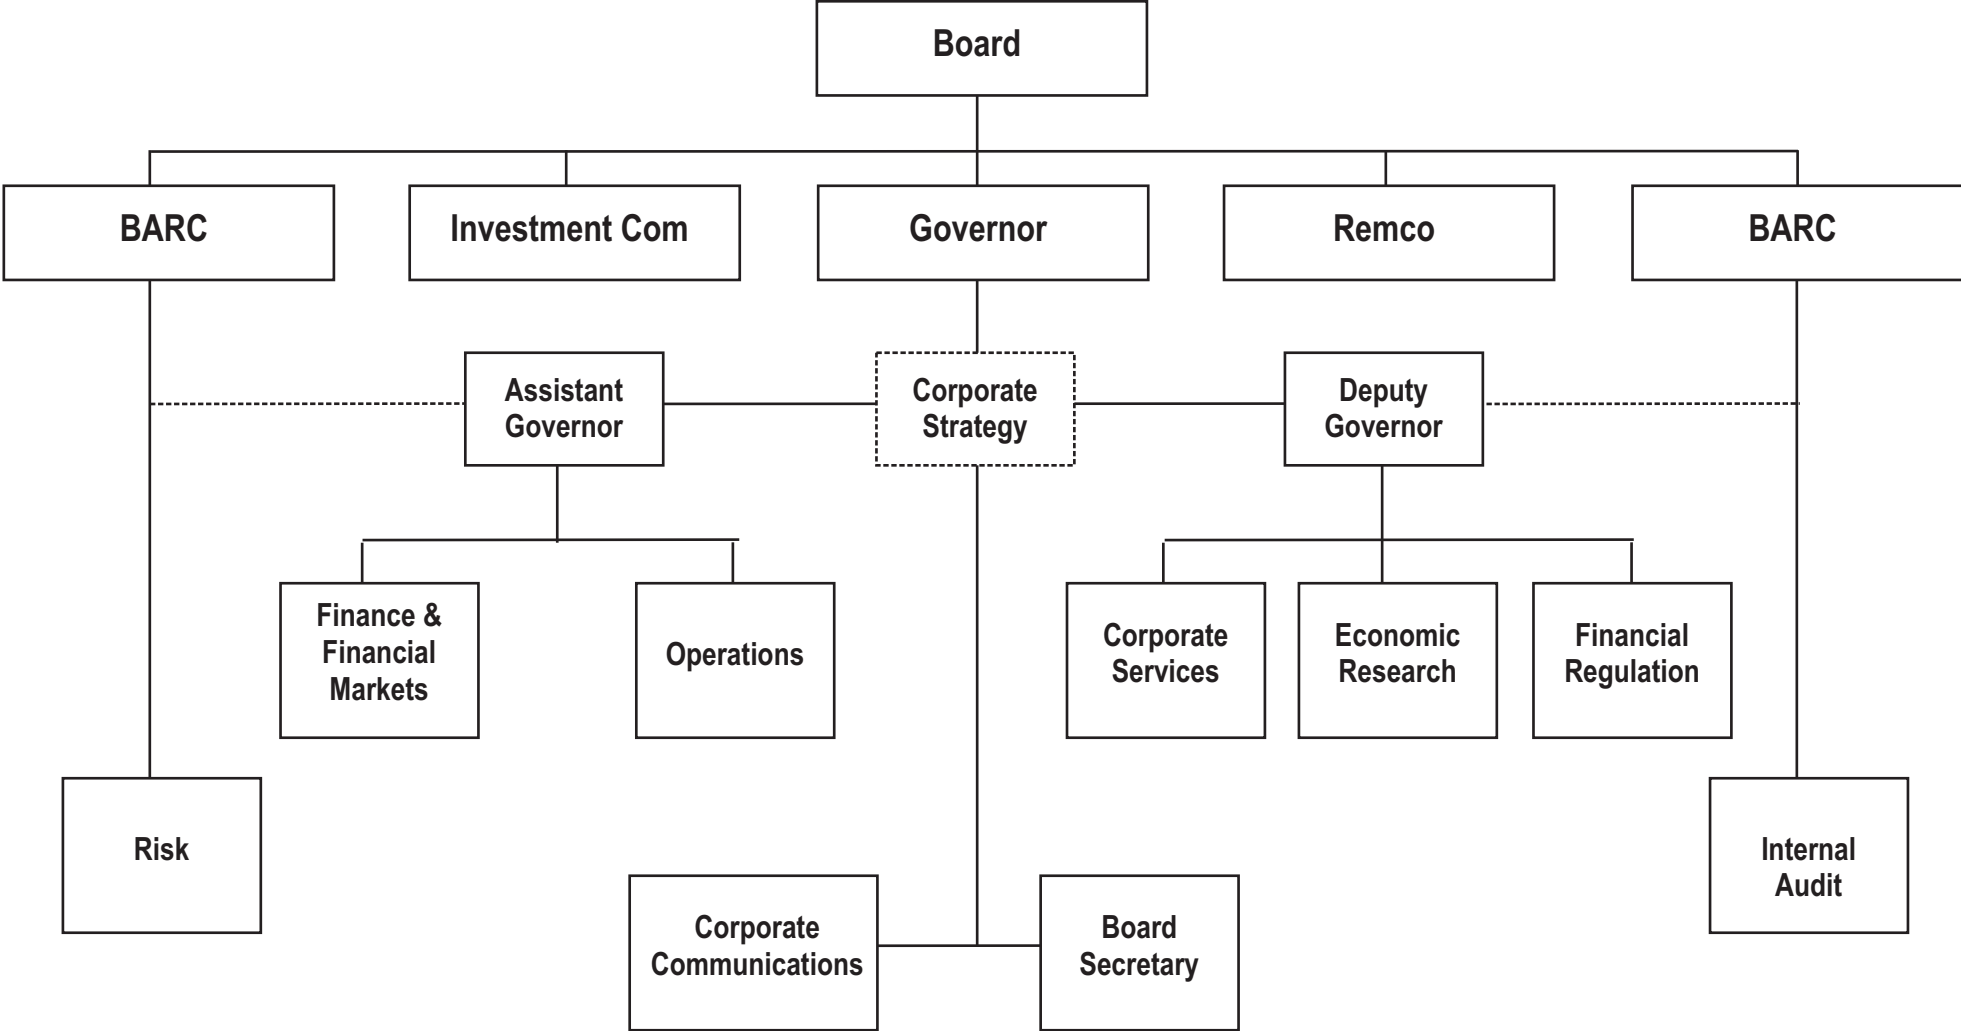 Board
BARC
Investment Com
Governor
Remco
BARC
Assistant
Governor
Corporate
Strategy
Deputy
Governor
Finance &
Financial
Markets
Operations
Corporate
Services
Economic
Research
Financial
Regulation
Risk
Internal
Audit
Corporate
Communications
Board
Secretary